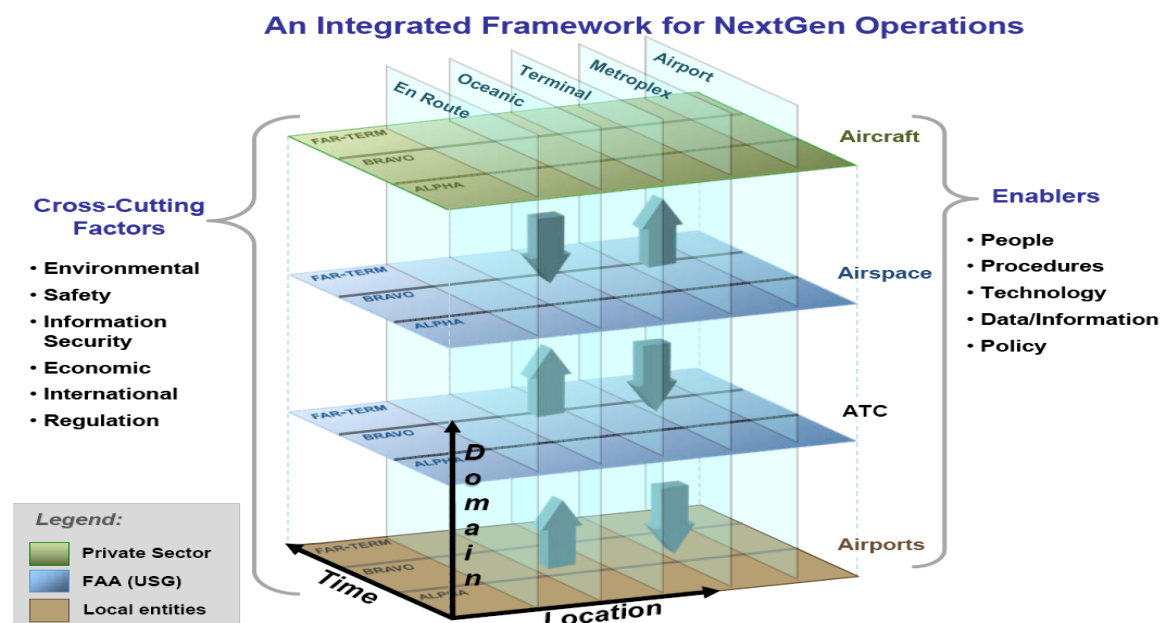 An Integrated Framework for NextGen Operations
En Route
Oceanic
Terminal
Metroplex
Airport
FAR-TERM
BRAVO
ALPHA
Aircraft
Cross-Cutting
Factors
• Environmental
• Safety
• Information
Security
• Economic
• International
• Regulation
FAR-TERM
BRAVO
ALPHA
Airspace
Enablers
• People
• Procedures
• Technology
• Data/Information
• Policy
FAR-TERM
BRAVO
ALPHA
ATC
FAR-TERM
BRAVO
ALPHA
Airports
Domain
Time
Location
Legend:
Private Sector
FAA (USG)
Local entities